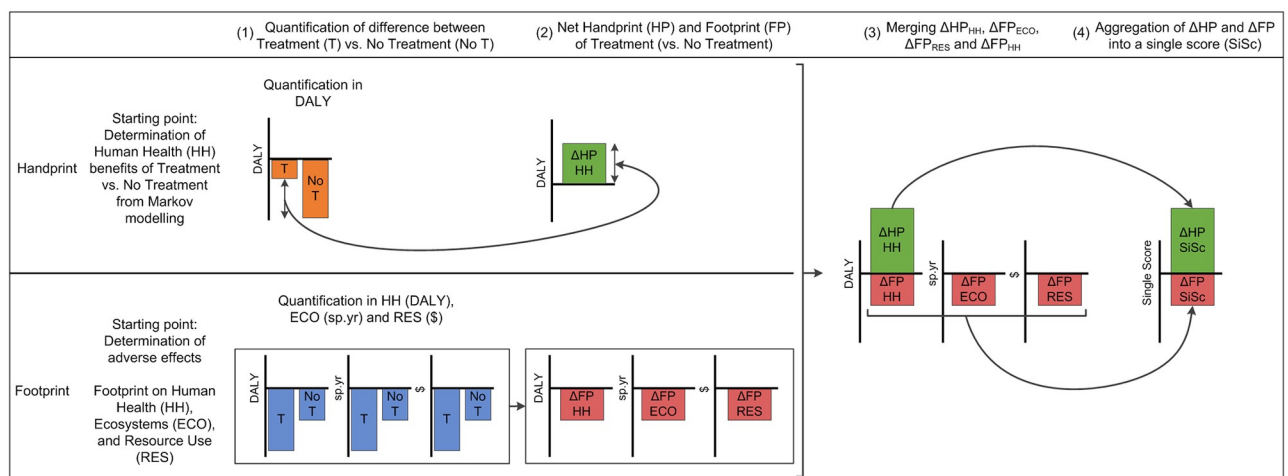 (1) Quantification of difference between
Treatment (T) vs. No Treatment (No T)
(2) Net Handprint (HP) and Footprint (FP)
of Treatment (vs. No Treatment)
(3) Merging ΔHPHH, ΔFPECO,
ΔFPRES and ΔFPHH
(4) Aggregation of ΔHP and ΔFP
into a single score (SiSc)
Handprint
Starting point:
Determination of
Human Health (HH)
benefits of Treatment
vs. No Treatment
from Markov
modelling
Quantification in
DALY
DALY
T
No
T
DALY
ΔHP
HH
Footprint
Starting point:
Determination of
adverse effects
Footprint on Human
Health (HH),
Ecosystems (ECO),
and Resource Use
(RES)
Quantification in HH (DALY),
ECO (sp.yr) and RES ($)
DALY
T
No
T
sp.yr
T
No
T
$
T
No
T
DALY
ΔFP
HH
sp.yr
ΔFP
ECO
$
ΔFP
RES
DALY
ΔHP
HH
ΔFP
HH
sp.yr
ΔFP
ECO
$
ΔFP
RES
Single Score
ΔHP
SiSc
ΔFP
SiSc